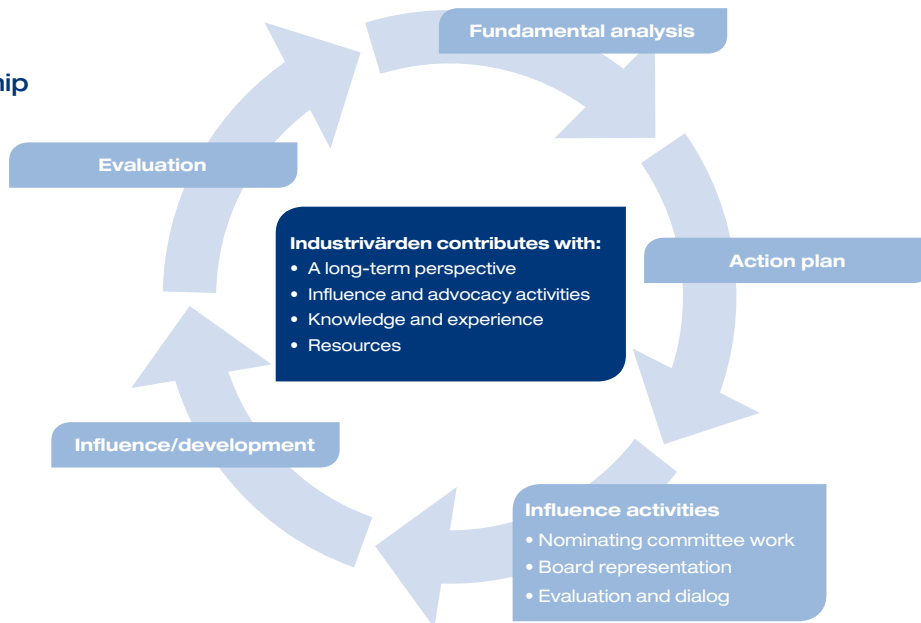 Fundamental analysis
Evaluation
Industrivärden contributes with:
• A long-term perspective
• Influence and advocacy activities
• Knowledge and experience
• Resources
Action plan
Influence/development
Influence activities
• Nominating committee work
• Board representation
• Evaluation and dialog